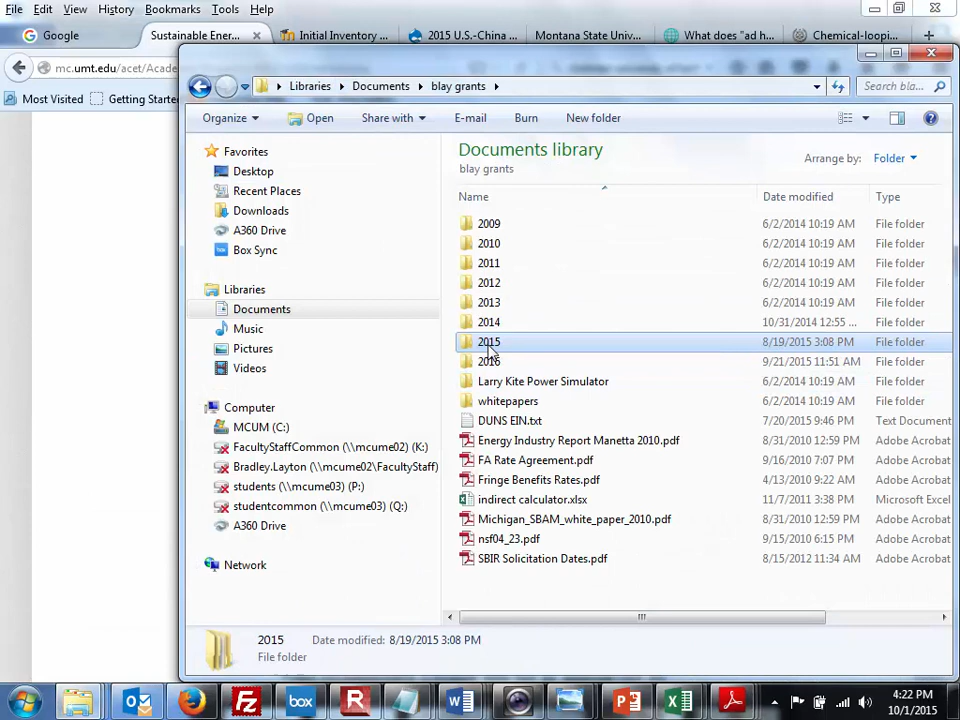 File Edit View History Bookmarks Tools Help
Google Sustainable Ener... Initial Inventory ... 2015 U.S.-China ... Montana State Univ... What does "ad h... Chemical-loopin...
mc.umt.edu/acet/Acade
Most Visited Getting Starte
Libraries Documents blay grants Search bla...
Organize Open Share with E-mail Burn New folder
Favorites
Desktop
Recent Places
Downloads
A360 Drive
Box Sync
Libraries
Documents
Music
Pictures
Videos
Computer
MCUM (C:)
FacultyStaffCommon (\\mcume02) (K:)
Bradley.Layton (\\mcume02\FacultyStaff)
students (\\mcume03) (P:)
studentcommon (\\mcume03) (Q:)
A360 Drive
Network
Documents library
blay grants
Arrange by: Folder
Name Date modified Type
2009 6/2/2014 10:19 AM File folder
2010 6/2/2014 10:19 AM File folder
2011 6/2/2014 10:19 AM File folder
2012 6/2/2014 10:19 AM File folder
2013 6/2/2014 10:19 AM File folder
2014 10/31/2014 12:55 ... File folder
2015 8/19/2015 3:08 PM File folder
2016 9/21/2015 11:51 AM File folder
Larry Kite Power Simulator 6/2/2014 10:19 AM File folder
whitepapers 6/2/2014 10:19 AM File folder
DUNS EIN.txt 7/20/2015 9:46 PM Text Document
Energy Industry Report Manetta 2010.pdf 8/31/2010 12:59 PM Adobe Acrobat
FA Rate Agreement.pdf 9/16/2010 7:07 PM Adobe Acrobat
Fringe Benefits Rates.pdf 4/13/2010 9:22 AM Adobe Acrobat
indirect calculator.xlsx 11/7/2011 3:38 PM Microsoft Excel
Michigan_SBAM_white_paper_2010.pdf 8/31/2010 12:59 PM Adobe Acrobat
nsf04_23.pdf 9/15/2010 6:15 PM Adobe Acrobat
SBIR Solicitation Dates.pdf 8/15/2012 11:34 AM Adobe Acrobat
2015 Date modified: 8/19/2015 3:08 PM
File folder
box
4:22 PM
10/1/2015